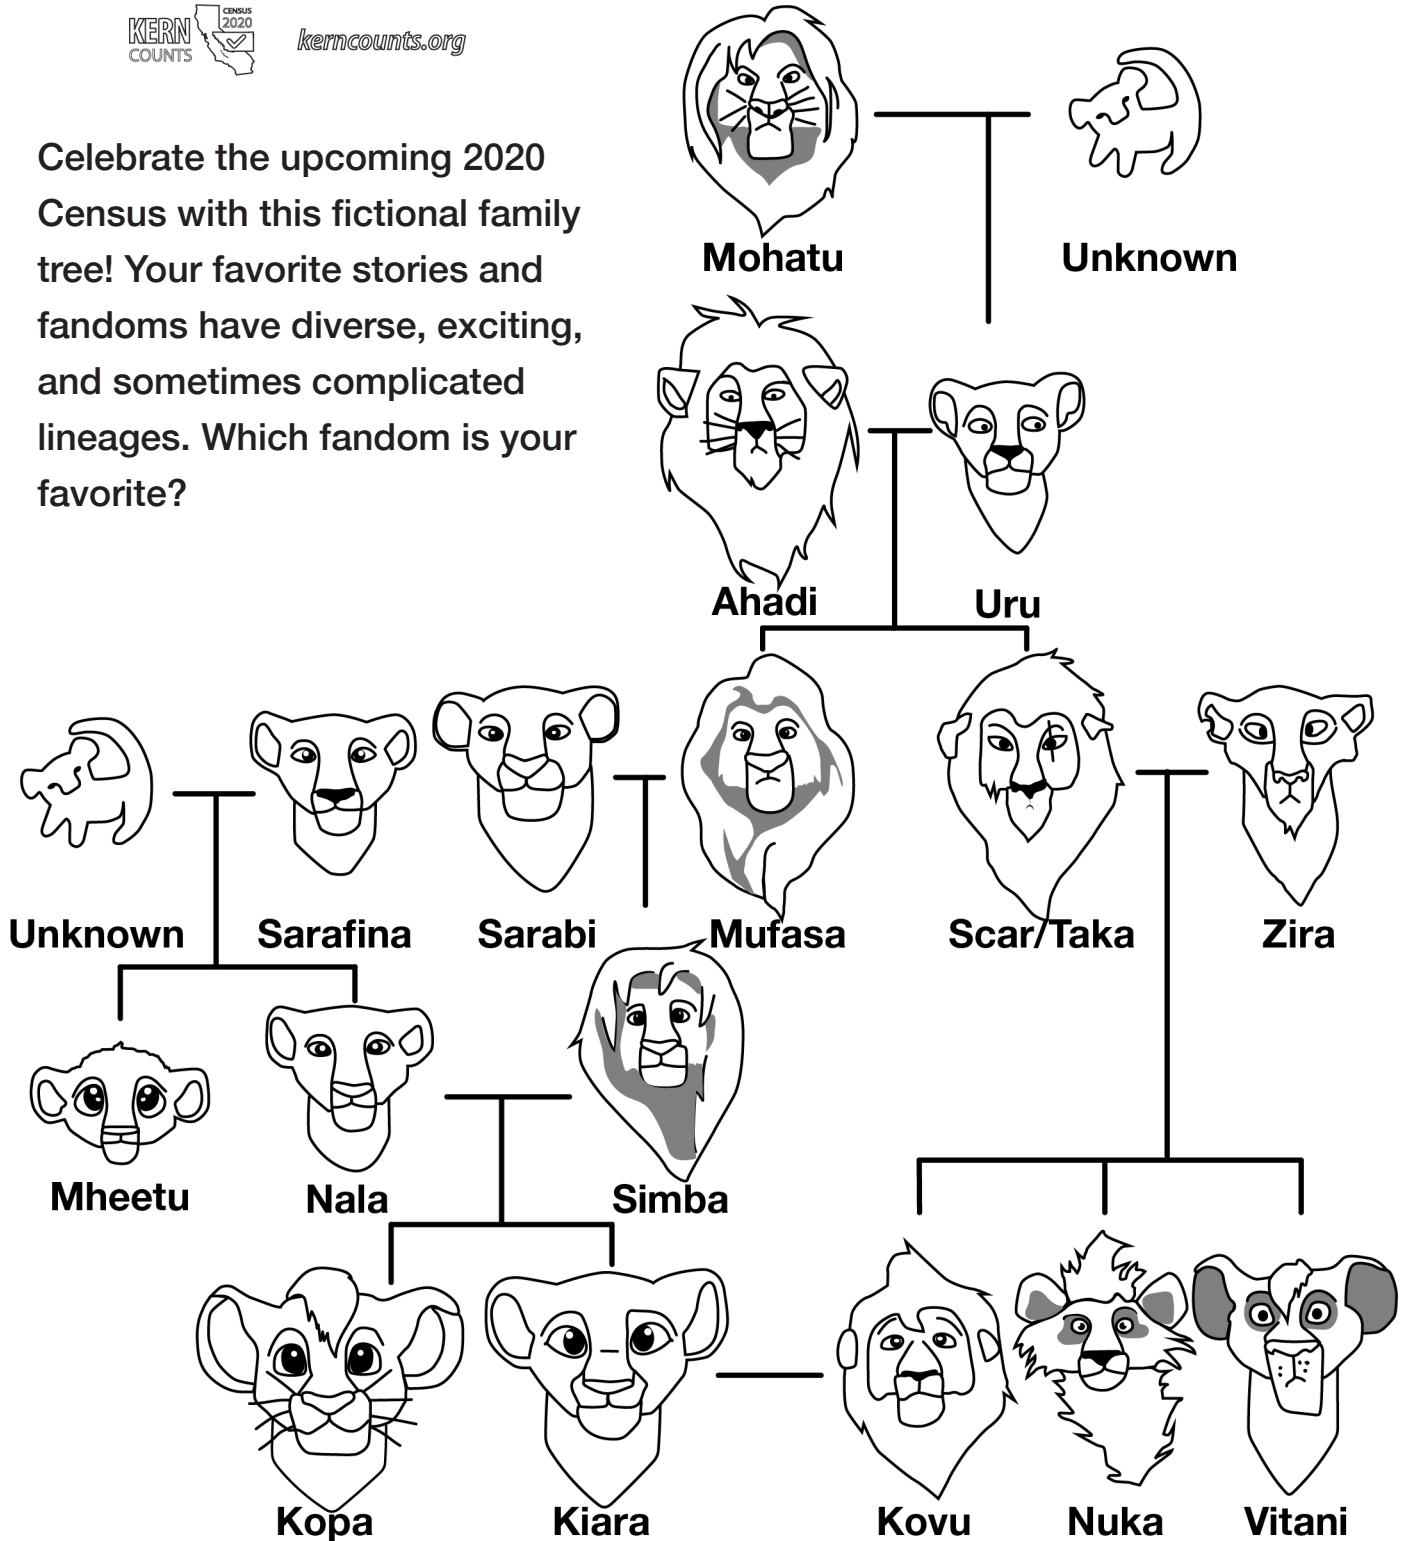 KERN
COUNTS
CENSUS
2020
kerncounts.org
Celebrate the upcoming 2020
Census with this fictional family
tree! Your favorite stories and
fandoms have diverse, exciting,
and sometimes complicated
lineages. Which fandom is your
favorite?
Mohatu
Unknown
Ahadi
Uru
Unknown
Sarafina
Sarabi
Mufasa
Scar/Taka
Zira
Mheetu
Nala
Simba
Kopa
Kiara
Kovu
Nuka
Vitani